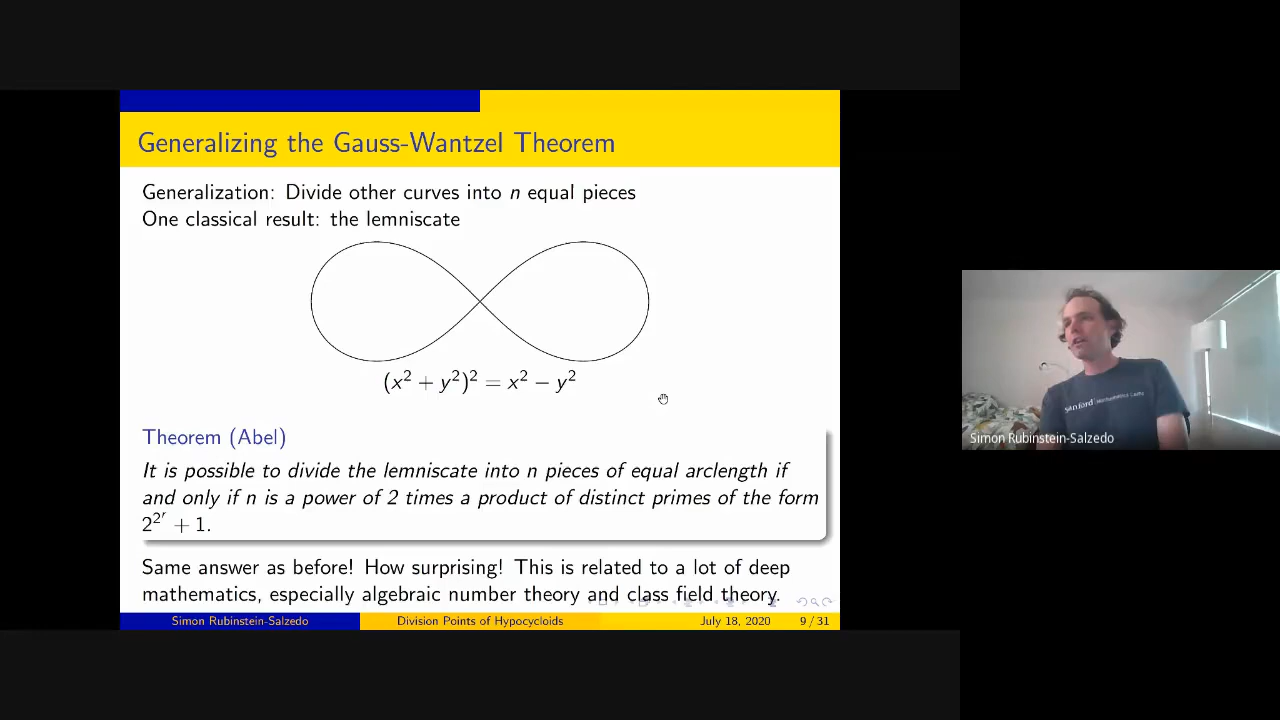 Generalizing the Gauss-Wantzel Theorem
Generalization: Divide other curves into n equal pieces
One classical result: the lemniscate
(x² + y²)² = x² − y²
Theorem (Abel)
It is possible to divide the lemniscate into n pieces of equal arclength if
and only if n is a power of 2 times a product of distinct primes of the form
2^{2^r} + 1.
Same answer as before! How surprising! This is related to a lot of deep
mathematics, especially algebraic number theory and class field theory.
Simon Rubinstein-Salzedo
Division Points of Hypocycloids
July 18, 2020
9 / 31
Simon Rubinstein-Salzedo